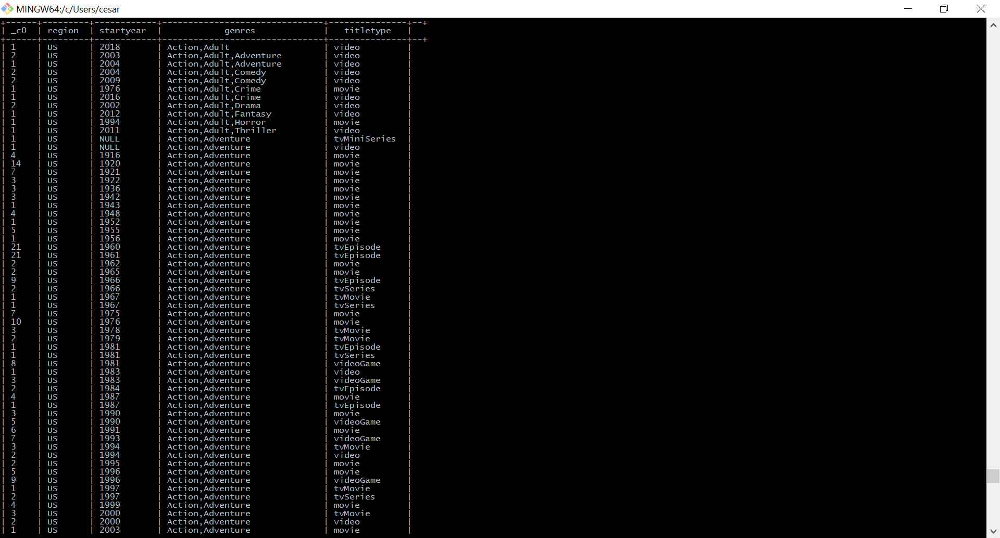 MINGW64:/c/Users/cesar
+------+---------+------------+-------------------------------+---------------+--+
| _c0  | region  | startyear  |            genres             |   titletype   |
+------+---------+------------+-------------------------------+---------------+--+
| 1    | US      | 2018       | Action,Adult                  | video         |
| 2    | US      | 2003       | Action,Adult,Adventure        | video         |
| 1    | US      | 2004       | Action,Adult,Adventure        | video         |
| 2    | US      | 2004       | Action,Adult,Comedy           | video         |
| 2    | US      | 2009       | Action,Adult,Comedy           | video         |
| 1    | US      | 1976       | Action,Adult,Crime            | movie         |
| 1    | US      | 2016       | Action,Adult,Crime            | video         |
| 2    | US      | 2002       | Action,Adult,Drama            | video         |
| 1    | US      | 2012       | Action,Adult,Fantasy          | video         |
| 1    | US      | 1994       | Action,Adult,Horror           | movie         |
| 1    | US      | 2011       | Action,Adult,Thriller         | video         |
| 1    | US      | NULL       | Action,Adventure              | tvMiniSeries  |
| 1    | US      | NULL       | Action,Adventure              | video         |
| 4    | US      | 1916       | Action,Adventure              | movie         |
| 14   | US      | 1920       | Action,Adventure              | movie         |
| 7    | US      | 1921       | Action,Adventure              | movie         |
| 3    | US      | 1922       | Action,Adventure              | movie         |
| 3    | US      | 1936       | Action,Adventure              | movie         |
| 3    | US      | 1942       | Action,Adventure              | movie         |
| 1    | US      | 1943       | Action,Adventure              | movie         |
| 4    | US      | 1948       | Action,Adventure              | movie         |
| 1    | US      | 1952       | Action,Adventure              | movie         |
| 5    | US      | 1955       | Action,Adventure              | movie         |
| 1    | US      | 1956       | Action,Adventure              | movie         |
| 21   | US      | 1960       | Action,Adventure              | tvEpisode     |
| 21   | US      | 1961       | Action,Adventure              | tvEpisode     |
| 2    | US      | 1962       | Action,Adventure              | movie         |
| 2    | US      | 1965       | Action,Adventure              | movie         |
| 9    | US      | 1966       | Action,Adventure              | tvEpisode     |
| 2    | US      | 1966       | Action,Adventure              | tvSeries      |
| 1    | US      | 1967       | Action,Adventure              | tvMovie       |
| 1    | US      | 1967       | Action,Adventure              | tvSeries      |
| 7    | US      | 1975       | Action,Adventure              | movie         |
| 10   | US      | 1976       | Action,Adventure              | movie         |
| 3    | US      | 1978       | Action,Adventure              | tvMovie       |
| 2    | US      | 1979       | Action,Adventure              | tvMovie       |
| 1    | US      | 1981       | Action,Adventure              | tvEpisode     |
| 1    | US      | 1981       | Action,Adventure              | tvSeries      |
| 8    | US      | 1981       | Action,Adventure              | videoGame     |
| 1    | US      | 1983       | Action,Adventure              | video         |
| 3    | US      | 1983       | Action,Adventure              | videoGame     |
| 2    | US      | 1984       | Action,Adventure              | tvEpisode     |
| 4    | US      | 1987       | Action,Adventure              | movie         |
| 1    | US      | 1987       | Action,Adventure              | tvEpisode     |
| 3    | US      | 1990       | Action,Adventure              | movie         |
| 5    | US      | 1990       | Action,Adventure              | videoGame     |
| 6    | US      | 1991       | Action,Adventure              | movie         |
| 7    | US      | 1993       | Action,Adventure              | videoGame     |
| 3    | US      | 1994       | Action,Adventure              | tvMovie       |
| 2    | US      | 1994       | Action,Adventure              | video         |
| 2    | US      | 1995       | Action,Adventure              | movie         |
| 5    | US      | 1996       | Action,Adventure              | movie         |
| 9    | US      | 1996       | Action,Adventure              | videoGame     |
| 1    | US      | 1997       | Action,Adventure              | tvMovie       |
| 2    | US      | 1997       | Action,Adventure              | tvSeries      |
| 4    | US      | 1999       | Action,Adventure              | movie         |
| 3    | US      | 2000       | Action,Adventure              | tvMovie       |
| 2    | US      | 2000       | Action,Adventure              | video         |
| 1    | US      | 2003       | Action,Adventure              | movie         |